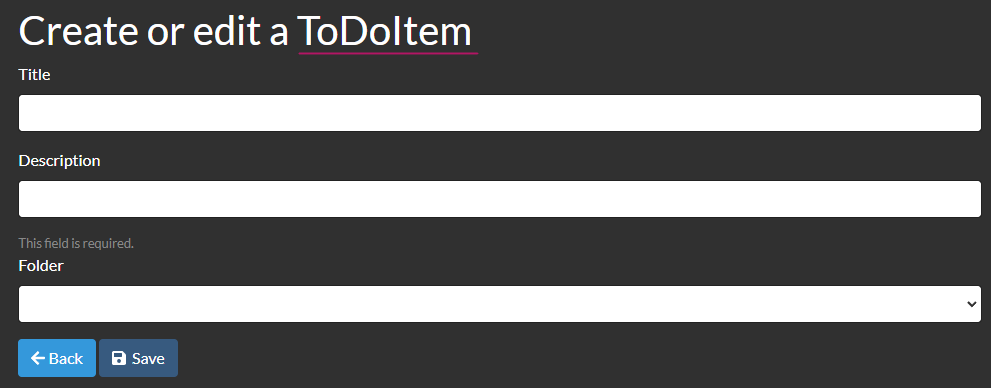 Create or edit a ToDoItem
Title
Description
This field is required.
Folder
Back
Save